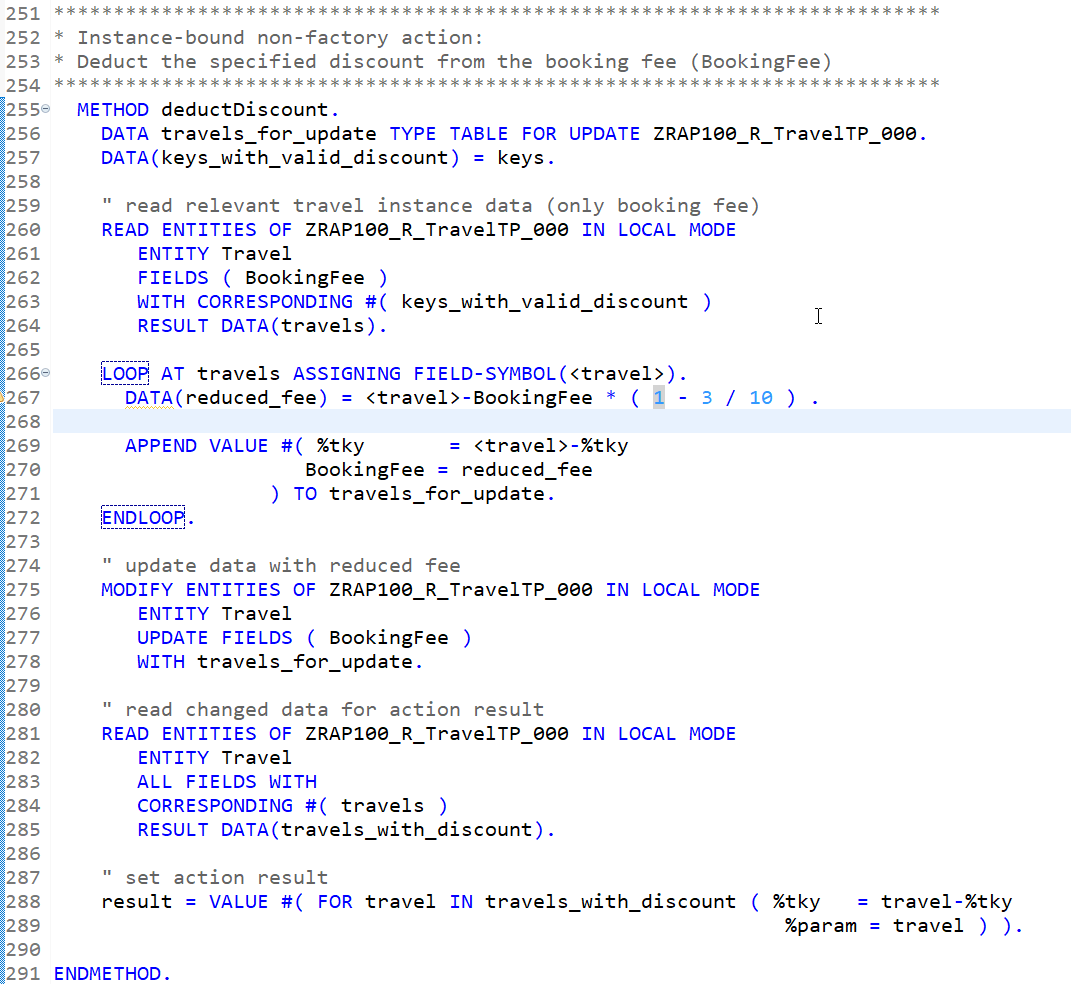 251 **************************************************************************
252 * Instance-bound non-factory action:
253 * Deduct the specified discount from the booking fee (BookingFee)
254 **************************************************************************
255 METHOD deductDiscount.
256 DATA travels_for_update TYPE TABLE FOR UPDATE ZRAP100_R_TravelTP_000.
257 DATA(keys_with_valid_discount) = keys.
258
259 " read relevant travel instance data (only booking fee)
260 READ ENTITIES OF ZRAP100_R_TravelTP_000 IN LOCAL MODE
261 ENTITY Travel
262 FIELDS ( BookingFee )
263 WITH CORRESPONDING #( keys_with_valid_discount )
264 RESULT DATA(travels).
265
266 LOOP AT travels ASSIGNING FIELD-SYMBOL(<travel>).
267 DATA(reduced_fee) = <travel>-BookingFee * ( 1 - 3 / 10 ) .
268
269 APPEND VALUE #( %tky = <travel>-%tky
270 BookingFee = reduced_fee
271 ) TO travels_for_update.
272 ENDLOOP.
273
274 " update data with reduced fee
275 MODIFY ENTITIES OF ZRAP100_R_TravelTP_000 IN LOCAL MODE
276 ENTITY Travel
277 UPDATE FIELDS ( BookingFee )
278 WITH travels_for_update.
279
280 " read changed data for action result
281 READ ENTITIES OF ZRAP100_R_TravelTP_000 IN LOCAL MODE
282 ENTITY Travel
283 ALL FIELDS WITH
284 CORRESPONDING #( travels )
285 RESULT DATA(travels_with_discount).
286
287 " set action result
288 result = VALUE #( FOR travel IN travels_with_discount ( %tky = travel-%tky
289 %param = travel ) ).
290
291 ENDMETHOD.